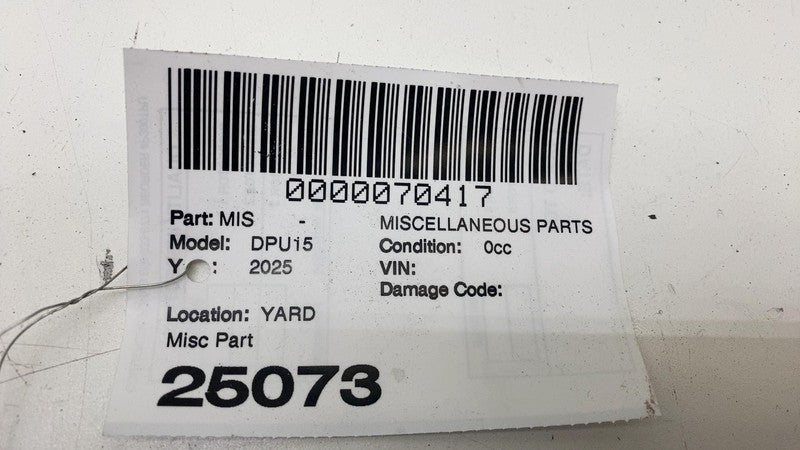 0000070417
Part: MIS - MISCELLANEOUS PARTS
Model: DPU15 Condition: 0cc
Y : 2025 VIN:
Damage Code:
Location: YARD
Misc Part
25073